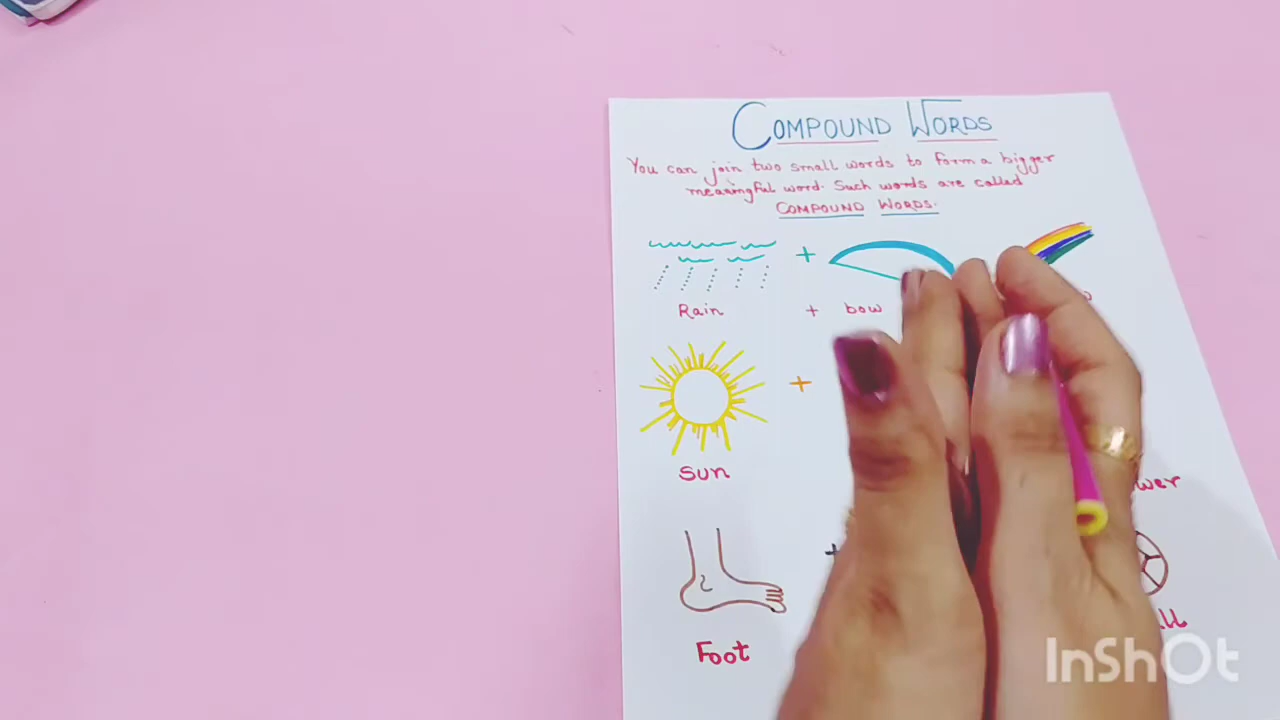 COMPOUND WORDS
You can join two small words to form a bigger
meaningful word. Such words are called
COMPOUND WORDS.
+
Rain + bow
+
Sun
Foot
InShOt